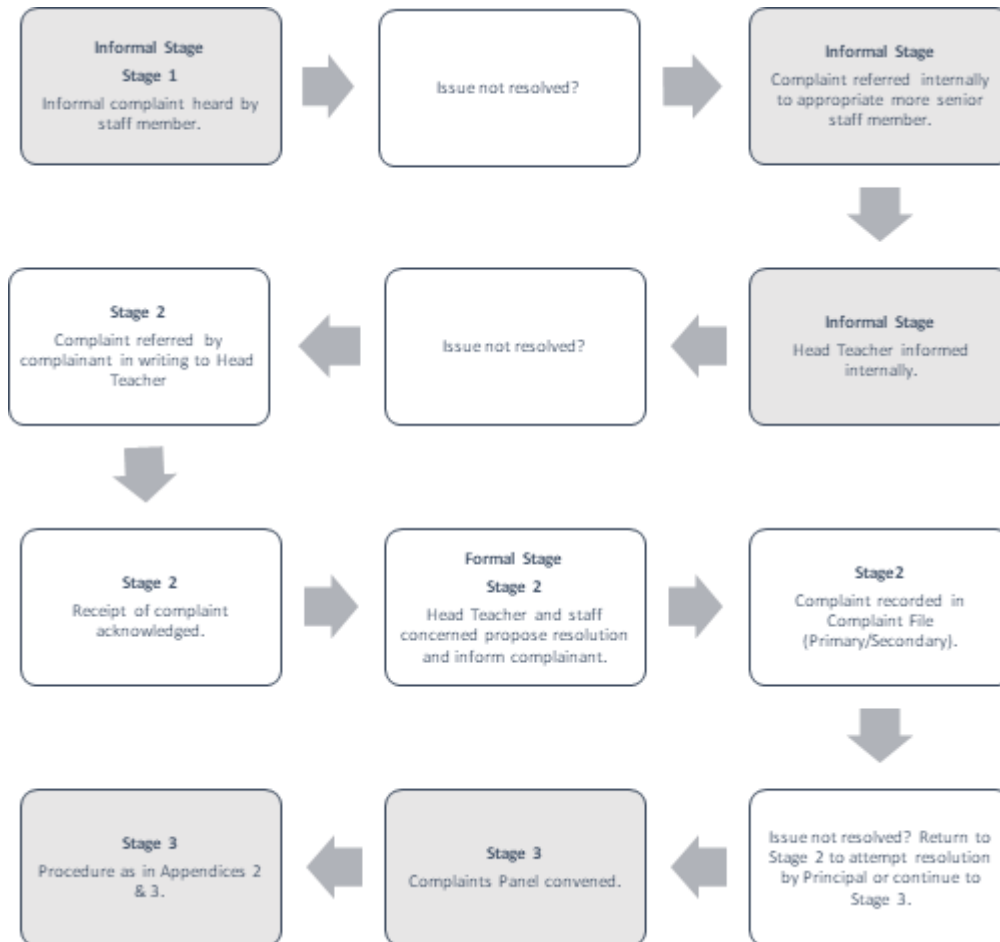 Informal Stage
Stage 1
Informal complaint heard by
staff member.
Issue not resolved?
Informal Stage
Complaint referred internally
to appropriate more senior
staff member.
Informal Stage
Head Teacher informed
internally.
Issue not resolved?
Stage 2
Complaint referred by
complainant in writing to Head
Teacher
Stage 2
Receipt of complaint
acknowledged.
Formal Stage
Stage 2
Head Teacher and staff
concerned propose resolution
and inform complainant.
Stage2
Complaint recorded in
Complaint File
(Primary/Secondary).
Issue not resolved? Return to
Stage 2 to attempt resolution
by Principal or continue to
Stage 3.
Stage 3
Complaints Panel convened.
Stage 3
Procedure as in Appendices 2
& 3.